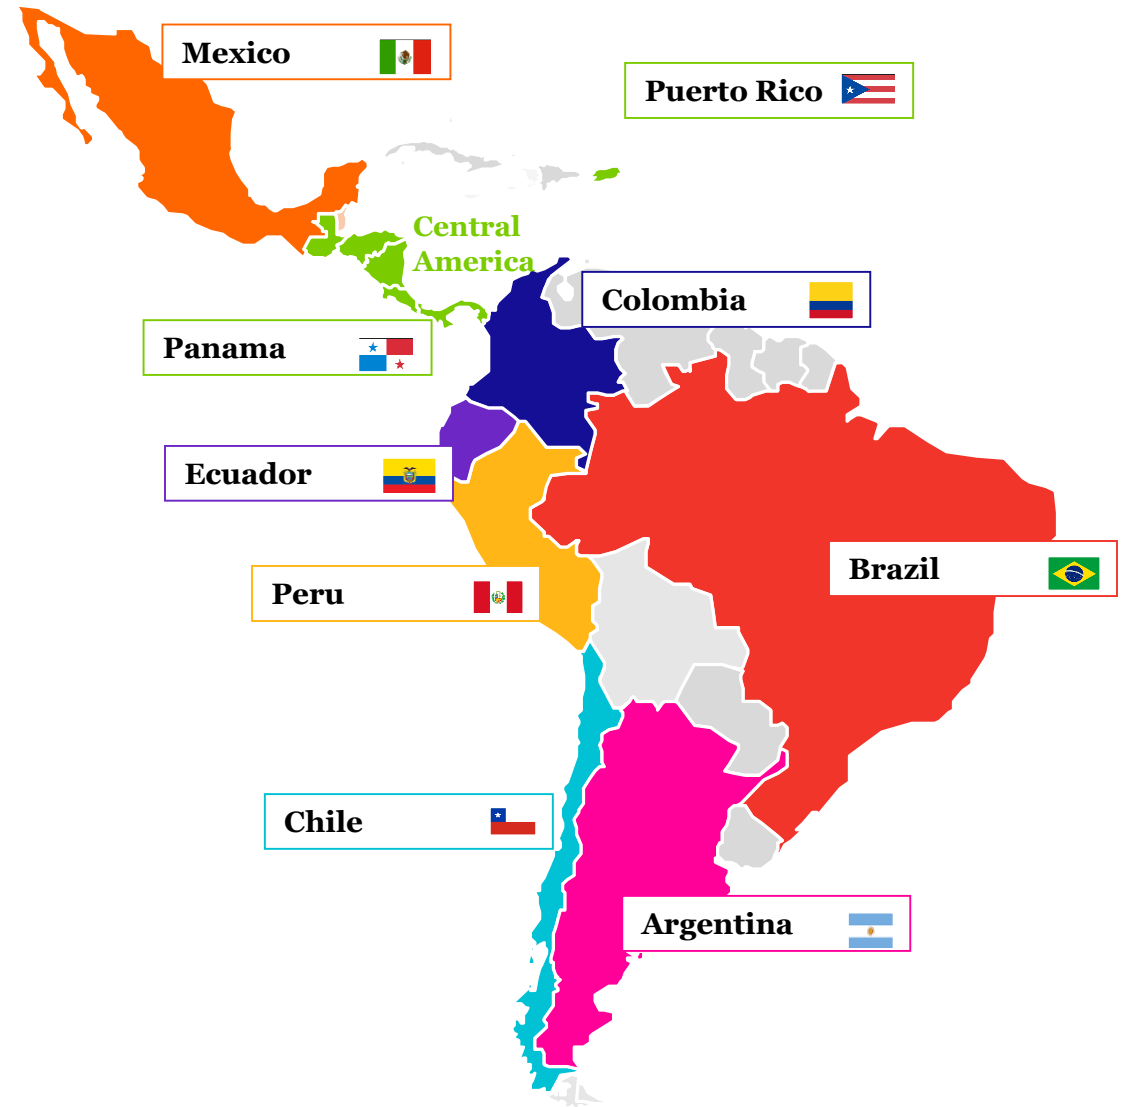 Mexico
Puerto Rico
Central
America
Colombia
Panama
Ecuador
Brazil
Peru
Chile
Argentina